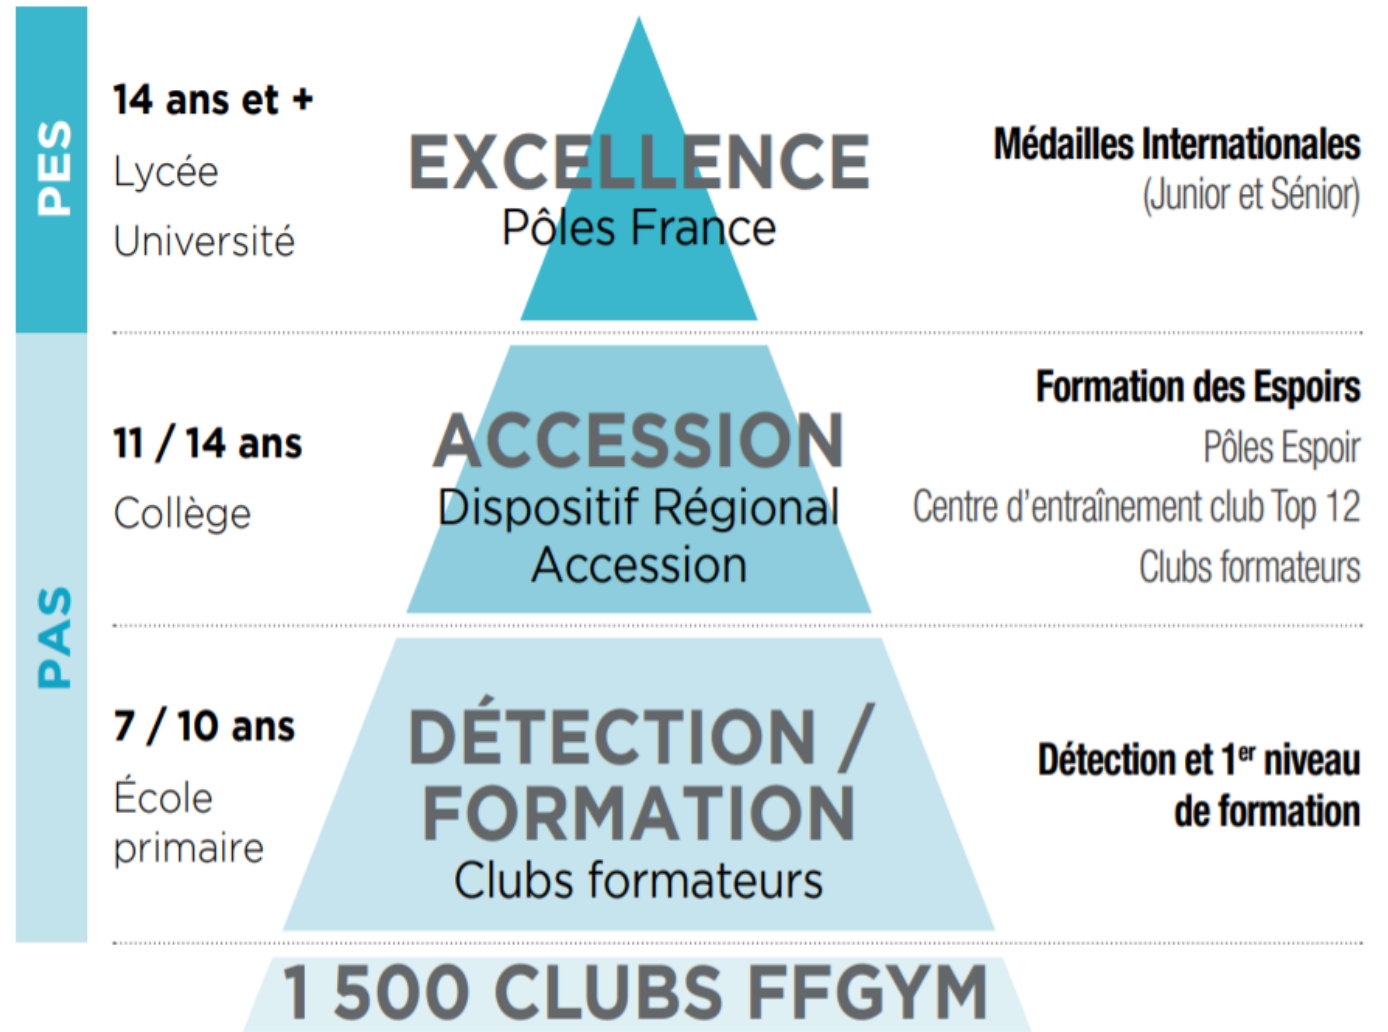 PES
14 ans et +
Lycée
Université
EXCELLENCE
Pôles France
Médailles Internationales
(Junior et Sénior)
PAS
11 / 14 ans
Collège
ACCESSION
Dispositif Régional
Accession
Formation des Espoirs
Pôles Espoir
Centre d'entraînement club Top 12
Clubs formateurs
7 / 10 ans
École
primaire
DÉTECTION /
FORMATION
Clubs formateurs
Détection et 1er niveau
de formation
1 500 CLUBS FFGYM